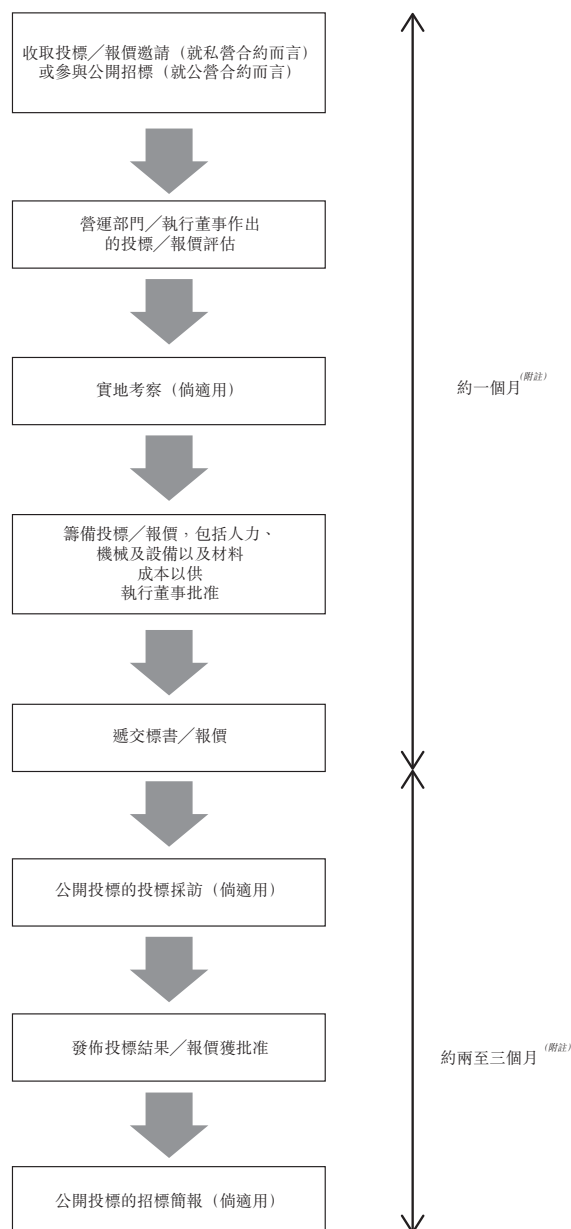 收取投標／報價邀請（就私營合約而言）
或參與公開招標（就公營合約而言）
營運部門／執行董事作出
的投標／報價評估
實地考察（倘適用）
約一個月（附註）
籌備投標／報價，包括人力、
機械及設備以及材料
成本以供
執行董事批准
遞交標書／報價
公開投標的投標採訪（倘適用）
發佈投標結果／報價獲批准
約兩至三個月（附註）
公開投標的招標簡報（倘適用）